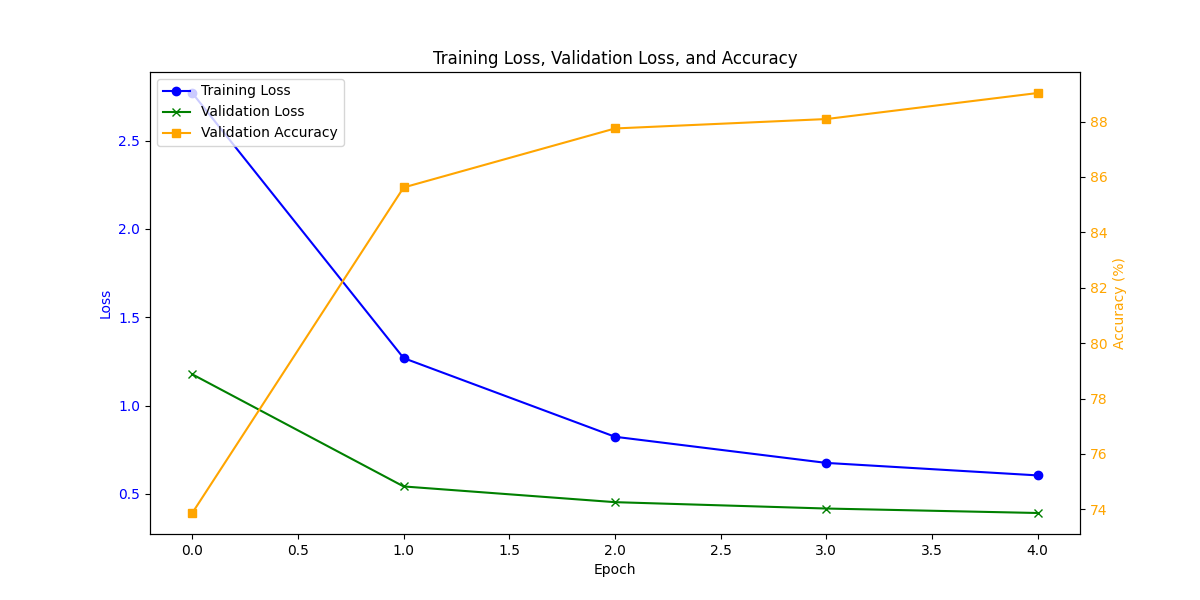 Training Loss, Validation Loss, and Accuracy
Training Loss
Validation Loss
Validation Accuracy
Loss
2.5
2.0
1.5
1.0
0.5
88
86
84
82
80
78
76
74
Accuracy (%)
0.0 0.5 1.0 1.5 2.0 2.5 3.0 3.5 4.0
Epoch